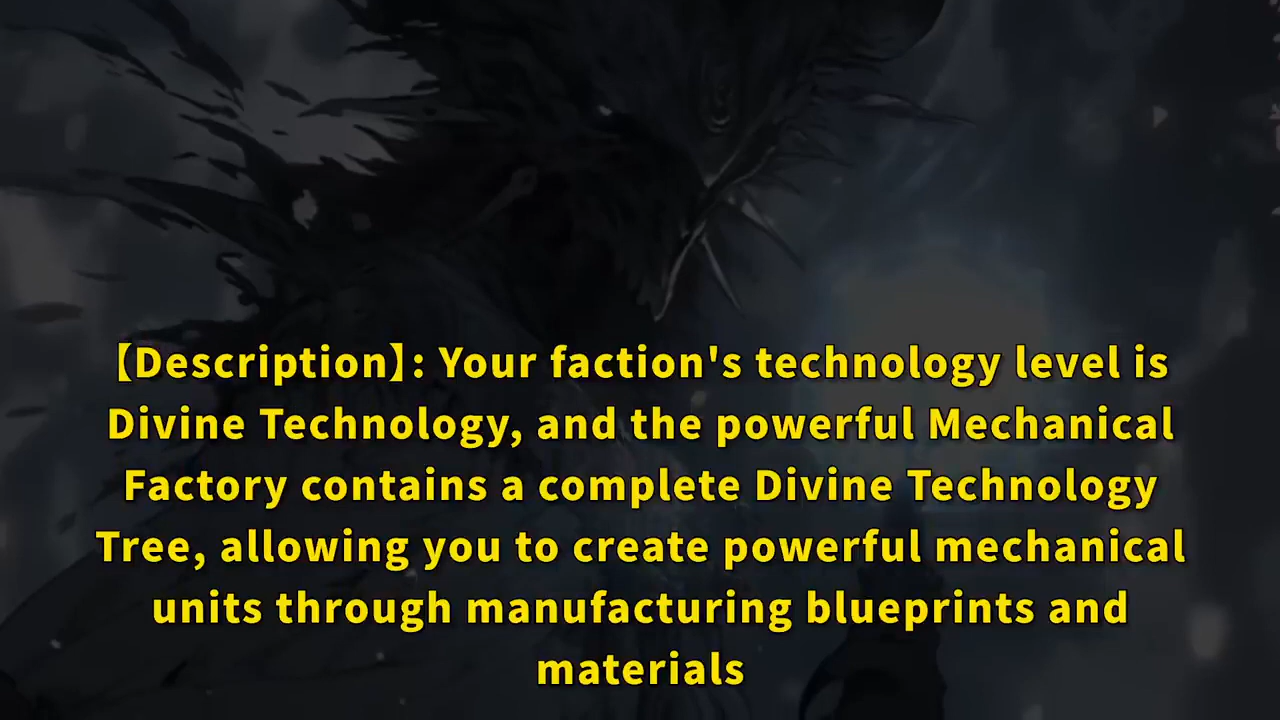 【Description】: Your faction's technology level is
Divine Technology, and the powerful Mechanical
Factory contains a complete Divine Technology
Tree, allowing you to create powerful mechanical
units through manufacturing blueprints and
materials